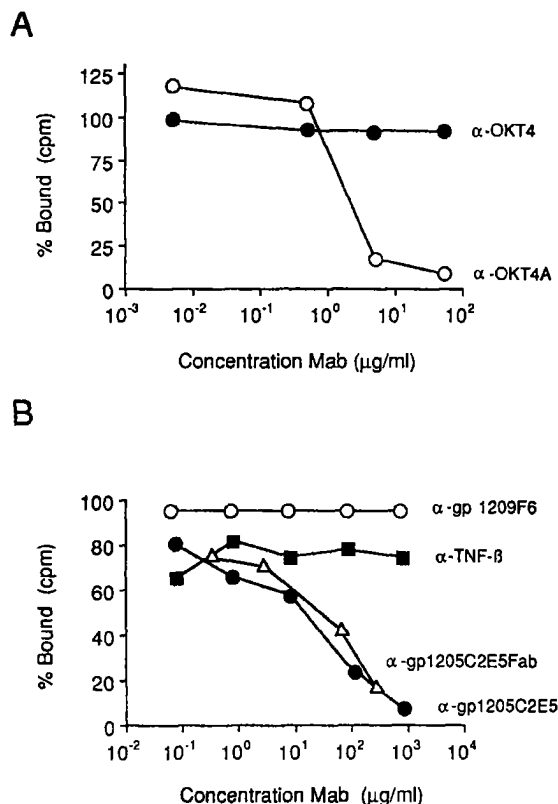 A
% Bound (cpm)
125
100
75
50
25
0
α-OKT4
α-OKT4A
10⁻³ 10⁻² 10⁻¹ 10⁰ 10¹ 10²
Concentration Mab (μg/ml)
B
% Bound (cpm)
100
80
60
40
20
0
α-gp 1209F6
α-TNF-ß
α-gp1205C2E5Fab
α-gp1205C2E5
10⁻² 10⁻¹ 10⁰ 10¹ 10² 10³ 10⁴
Concentration Mab (μg/ml)